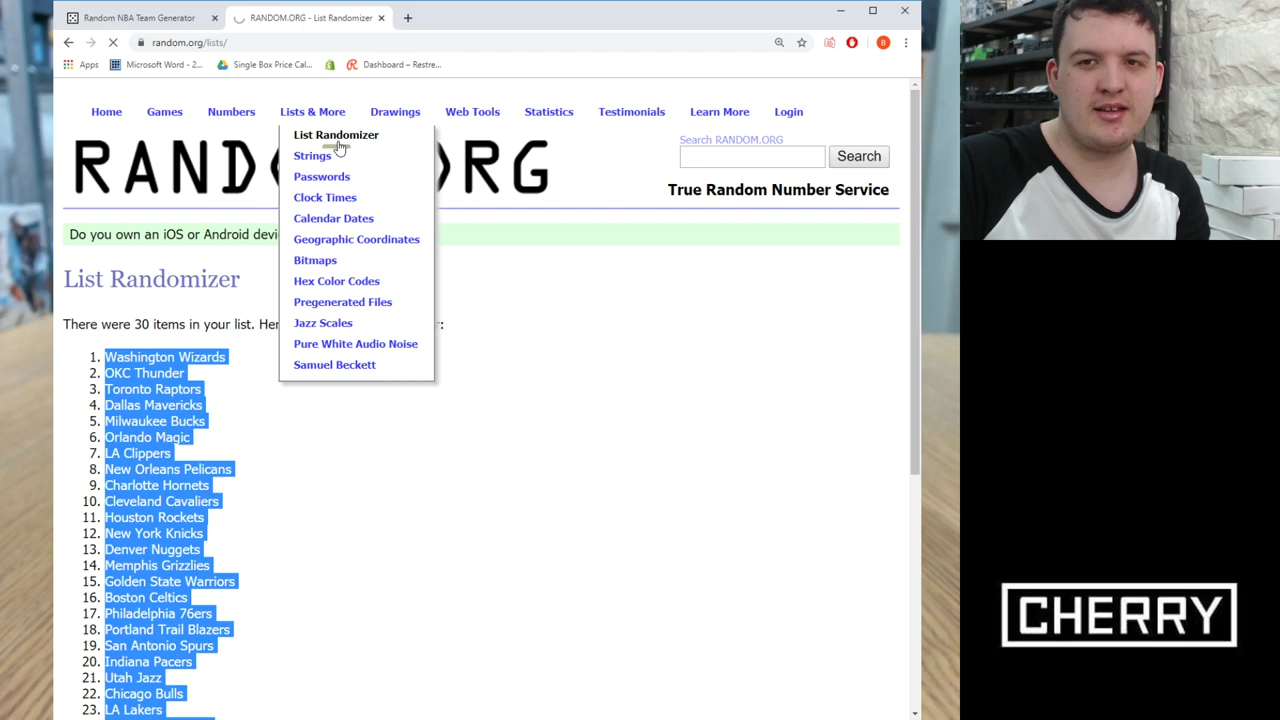 Random NBA Team Generator
RANDOM.ORG - List Randomizer
random.org/lists/
B
Apps
Microsoft Word - 2...
Single Box Price Cal...
Dashboard – Restre...
Home
Games
Numbers
Lists & More
Drawings
Web Tools
Statistics
Testimonials
Learn More
Login
List Randomizer
Strings
Passwords
Clock Times
Calendar Dates
Geographic Coordinates
Bitmaps
Hex Color Codes
Pregenerated Files
Jazz Scales
Pure White Audio Noise
Samuel Beckett
Search RANDOM.ORG
Search
True Random Number Service
Do you own an iOS or Android
List Randomizer
There were 30 items in your list.
1. Washington Wizards
2. OKC Thunder
3. Toronto Raptors
4. Dallas Mavericks
5. Milwaukee Bucks
6. Orlando Magic
7. LA Clippers
8. New Orleans Pelicans
9. Charlotte Hornets
10. Cleveland Cavaliers
11. Houston Rockets
12. New York Knicks
13. Denver Nuggets
14. Memphis Grizzlies
15. Golden State Warriors
16. Boston Celtics
17. Philadelphia 76ers
18. Portland Trail Blazers
19. San Antonio Spurs
20. Indiana Pacers
21. Utah Jazz
22. Chicago Bulls
23. LA Lakers
CHERRY